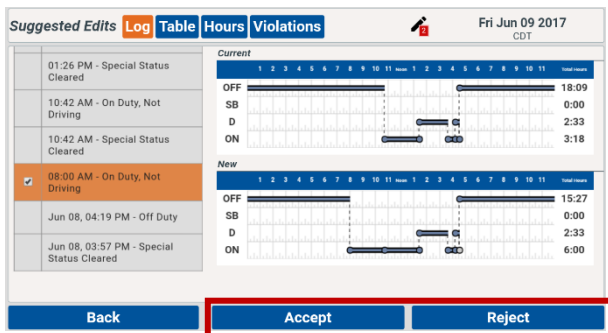 Suggested Edits Log Table Hours Violations 2 Fri Jun 09 2017
CDT
01:26 PM - Special Status
Cleared
10:42 AM - On Duty, Not
Driving
10:42 AM - Special Status
Cleared
08:00 AM - On Duty, Not
Driving
Jun 08, 04:19 PM - Off Duty
Jun 08, 03:57 PM - Special
Status Cleared
Current
1 2 3 4 5 6 7 8 9 10 11 Noon 1 2 3 4 5 6 7 8 9 10 11 Total Hours
OFF 18:09
SB 0:00
D 2:33
ON 3:18
New
1 2 3 4 5 6 7 8 9 10 11 Noon 1 2 3 4 5 6 7 8 9 10 11 Total Hours
OFF 15:27
SB 0:00
D 2:33
ON 6:00
Back Accept Reject